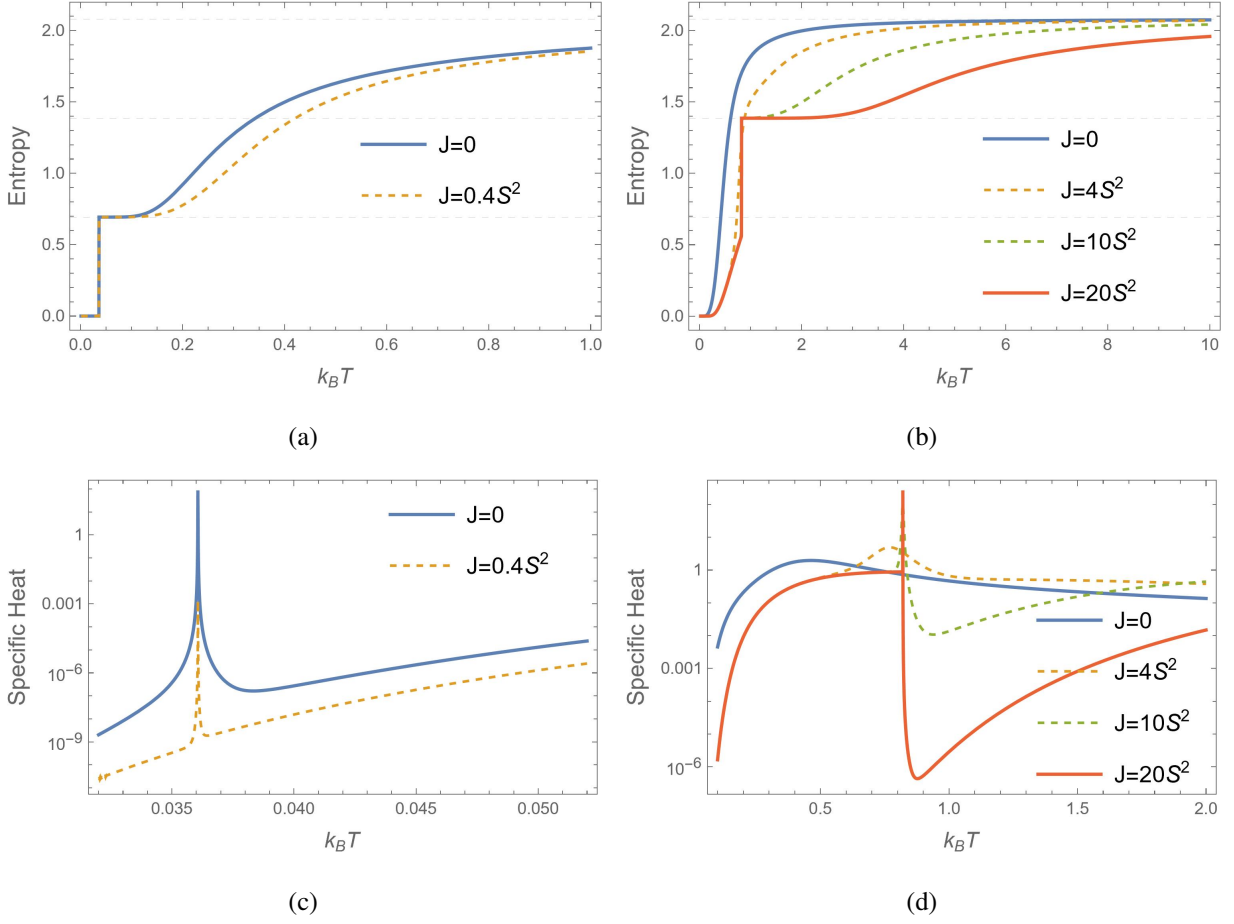 2.0
1.5
1.0
0.5
0.0
Entropy
J=0
J=0.4S²
0.0 0.2 0.4 0.6 0.8 1.0
k_BT
(a)
2.0
1.5
1.0
0.5
0.0
Entropy
J=0
J=4S²
J=10S²
J=20S²
0 2 4 6 8 10
k_BT
(b)
1
0.001
10⁻⁶
10⁻⁹
Specific Heat
J=0
J=0.4S²
0.035 0.040 0.045 0.050
k_BT
(c)
1
0.001
10⁻⁶
Specific Heat
J=0
J=4S²
J=10S²
J=20S²
0.5 1.0 1.5 2.0
k_BT
(d)